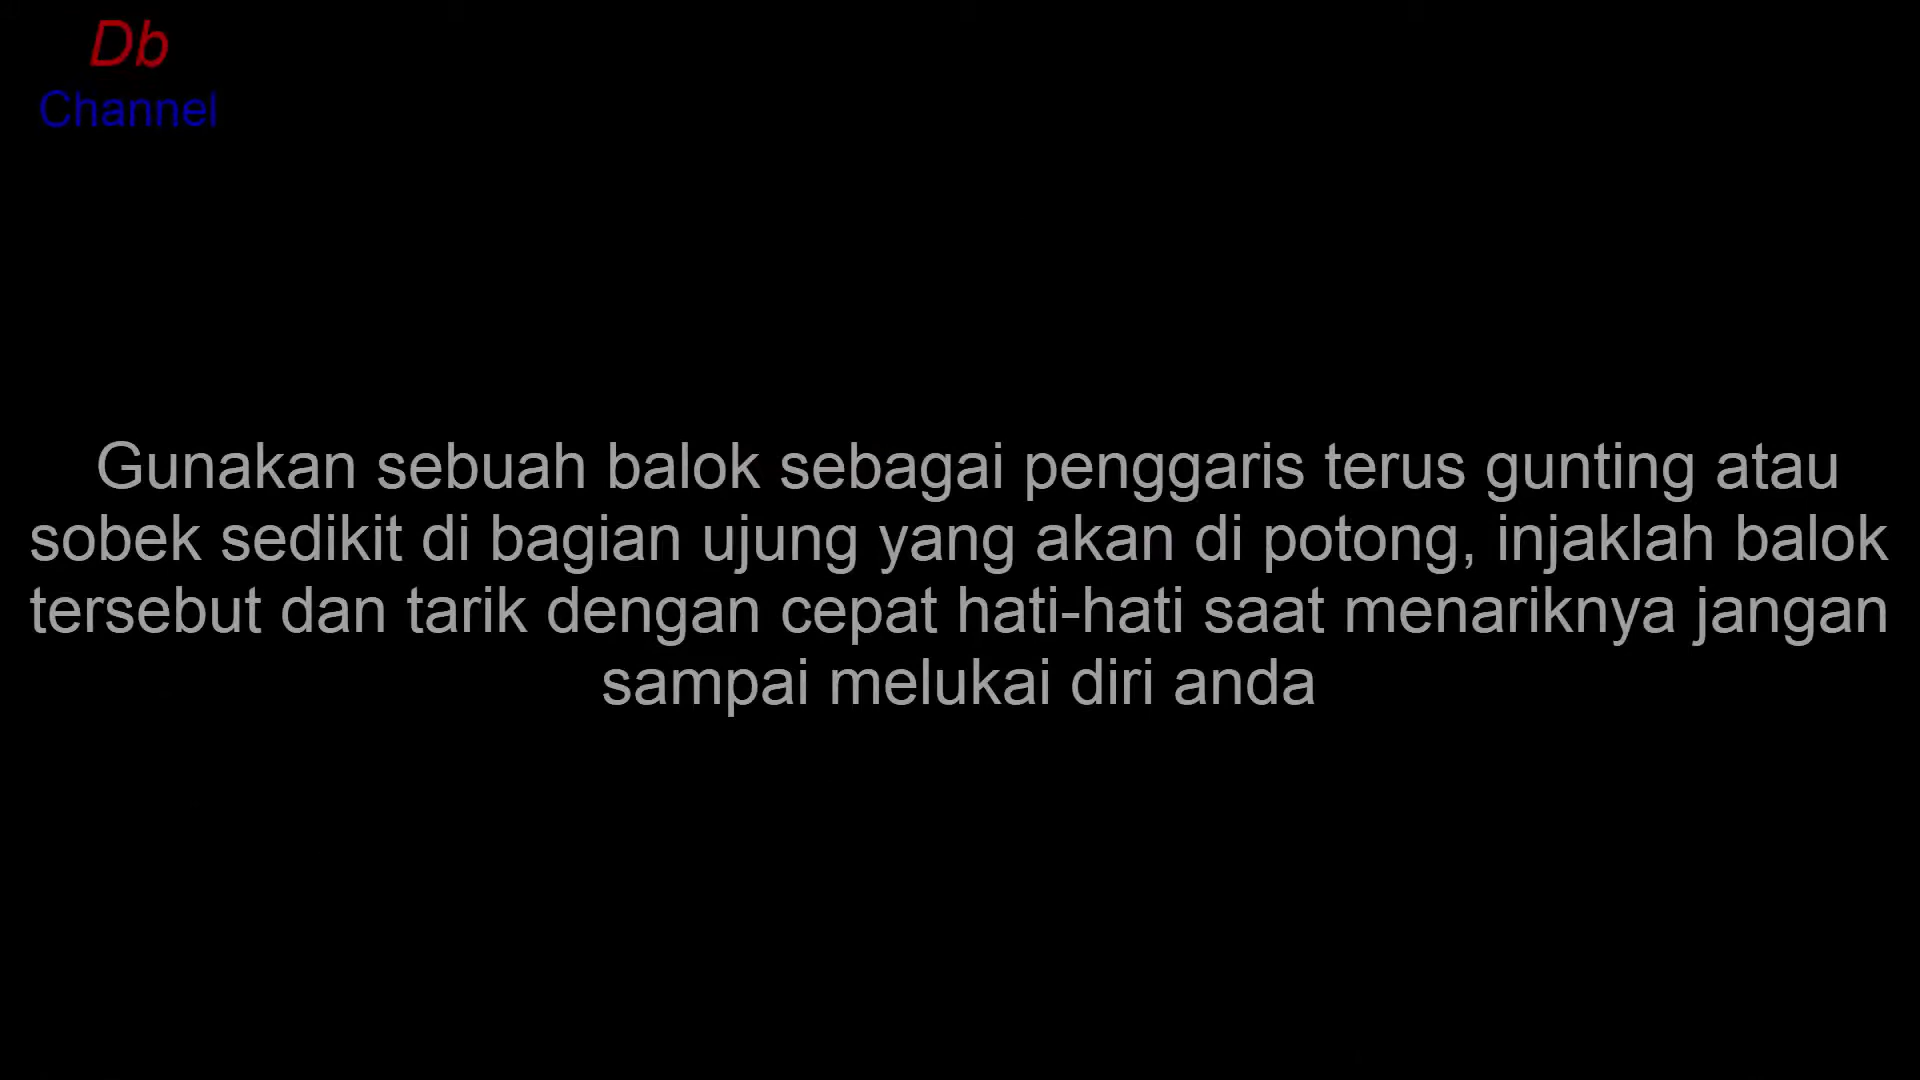 Db
Channel
Gunakan sebuah balok sebagai penggaris terus gunting atau
sobek sedikit di bagian ujung yang akan di potong, injaklah balok
tersebut dan tarik dengan cepat hati-hati saat menariknya jangan
sampai melukai diri anda